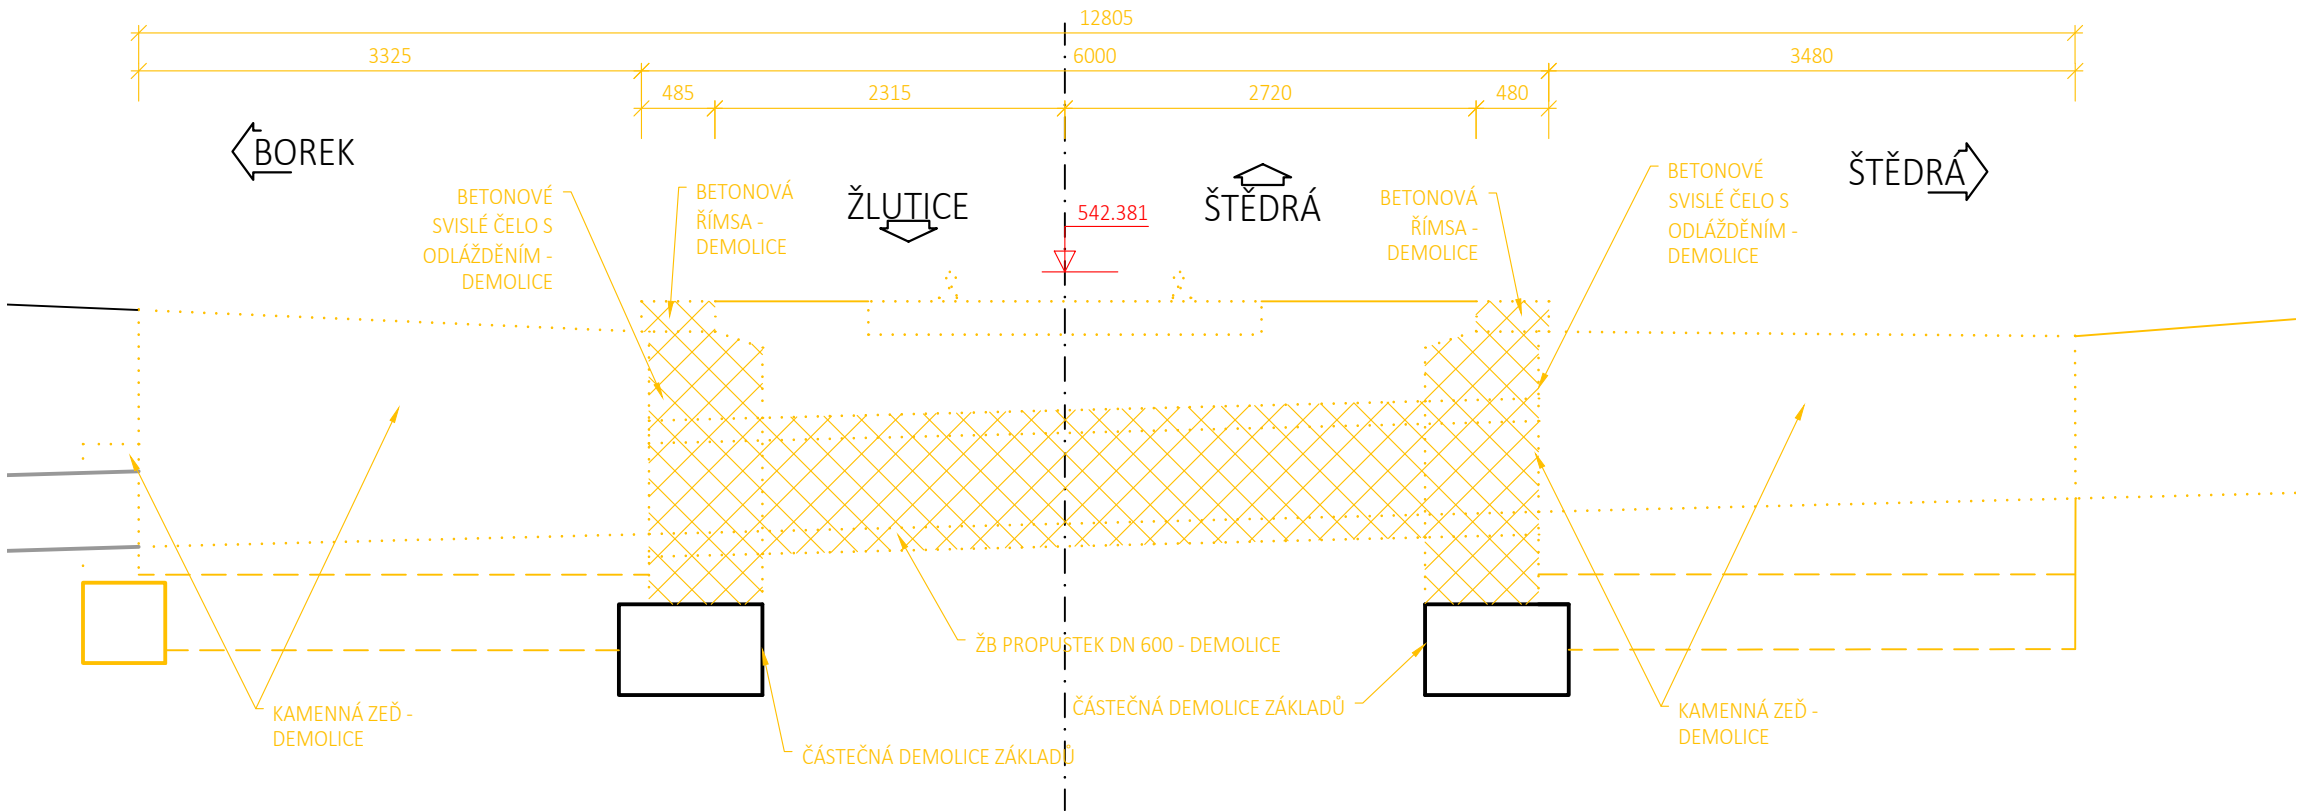 12805
3325
6000
3480
485
2315
2720
480
BOREK
ŽLUTICE
ŠTĚDRÁ
ŠTĚDRÁ
542.381
BETONOVÉ
SVISLÉ ČELO S
ODLÁŽDĚNÍM -
DEMOLICE
BETONOVÁ
ŘÍMSA -
DEMOLICE
BETONOVÁ
ŘÍMSA -
DEMOLICE
BETONOVÉ
SVISLÉ ČELO S
ODLÁŽDĚNÍM -
DEMOLICE
ŽB PROPUSTEK DN 600 - DEMOLICE
KAMENNÁ ZEĎ -
DEMOLICE
ČÁSTEČNÁ DEMOLICE ZÁKLADŮ
ČÁSTEČNÁ DEMOLICE ZÁKLADŮ
KAMENNÁ ZEĎ -
DEMOLICE